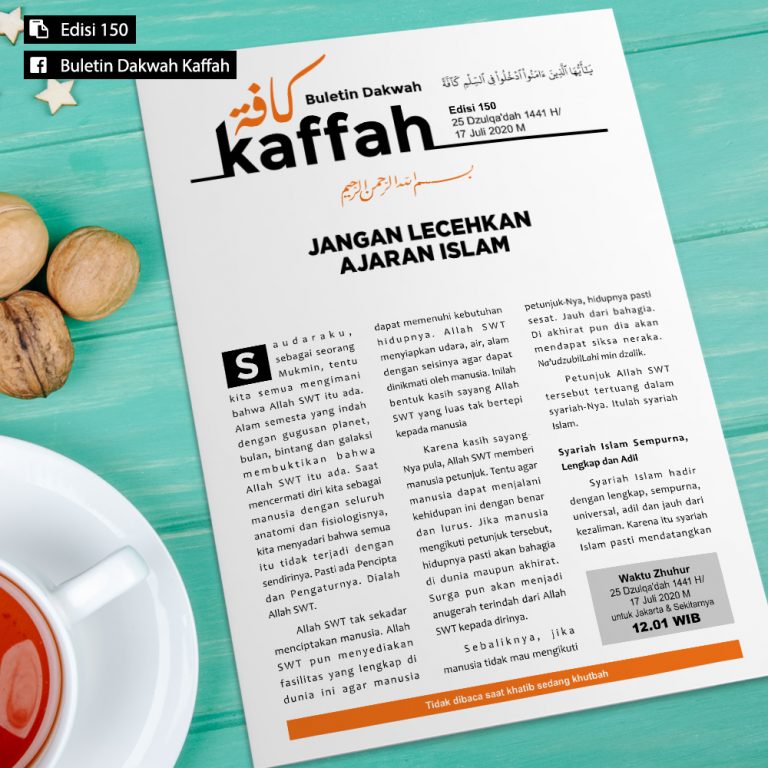 Edisi 150
Buletin Dakwah Kaffah
كافة
Buletin Dakwah
kaffah
يَٰٓأَيُّهَا ٱلَّذِينَ ءَامَنُوا۟ ٱدْخُلُوا۟ فِى ٱلسِّلْمِ كَآفَّةً
Edisi 150
25 Dzulqa'dah 1441 H/
17 Juli 2020 M
بسم الله الرحمن الرحيم
JANGAN LECEHKAN
AJARAN ISLAM
Saudaraku,
sebagai seorang
Mukmin, tentu
kita semua mengimani
bahwa Allah SWT itu ada.
Alam semesta yang indah
dengan gugusan planet,
bulan, bintang dan galaksi
membuktikan bahwa
Allah SWT itu ada. Saat
mencermati diri kita sebagai
manusia dengan seluruh
anatomi dan fisiologisnya,
kita menyadari bahwa semua
itu tidak terjadi dengan
sendirinya. Pasti ada Pencipta
dan Pengaturnya. Dialah
Allah SWT.
Allah SWT tak sekadar
menciptakan manusia. Allah
SWT pun menyediakan
fasilitas yang lengkap di
dunia ini agar manusia
dapat memenuhi kebutuhan
hidupnya. Allah SWT
menyiapkan udara, air, alam
dengan seisinya agar dapat
dinikmati oleh manusia. Inilah
bentuk kasih sayang Allah
SWT yang luas tak bertepi
kepada manusia
Karena kasih sayang
Nya pula, Allah SWT memberi
manusia petunjuk. Tentu agar
manusia dapat menjalani
kehidupan ini dengan benar
dan lurus. Jika manusia
mengikuti petunjuk tersebut,
hidupnya pasti akan bahagia
di dunia maupun akhirat.
Surga pun akan menjadi
anugerah terindah dari Allah
SWT kepada dirinya.
Sebaliknya, jika
manusia tidak mau mengikuti
petunjuk-Nya, hidupnya pasti
sesat. Jauh dari bahagia.
Di akhirat pun dia akan
mendapat siksa neraka.
Na'udzubilLahi min dzalik.
Petunjuk Allah SWT
tersebut tertuang dalam
syariah-Nya. Itulah syariah
Islam.
Syariah Islam Sempurna,
Lengkap dan Adil
Syariah Islam hadir
dengan lengkap, sempurna,
universal, adil dan jauh dari
kezaliman. Karena itu syariah
Islam pasti mendatangkan
Waktu Zhuhur
25 Dzulqa'dah 1441 H/
17 Juli 2020 M
untuk Jakarta & Sekitarnya
12.01 WIB
Tidak dibaca saat khatib sedang khutbah